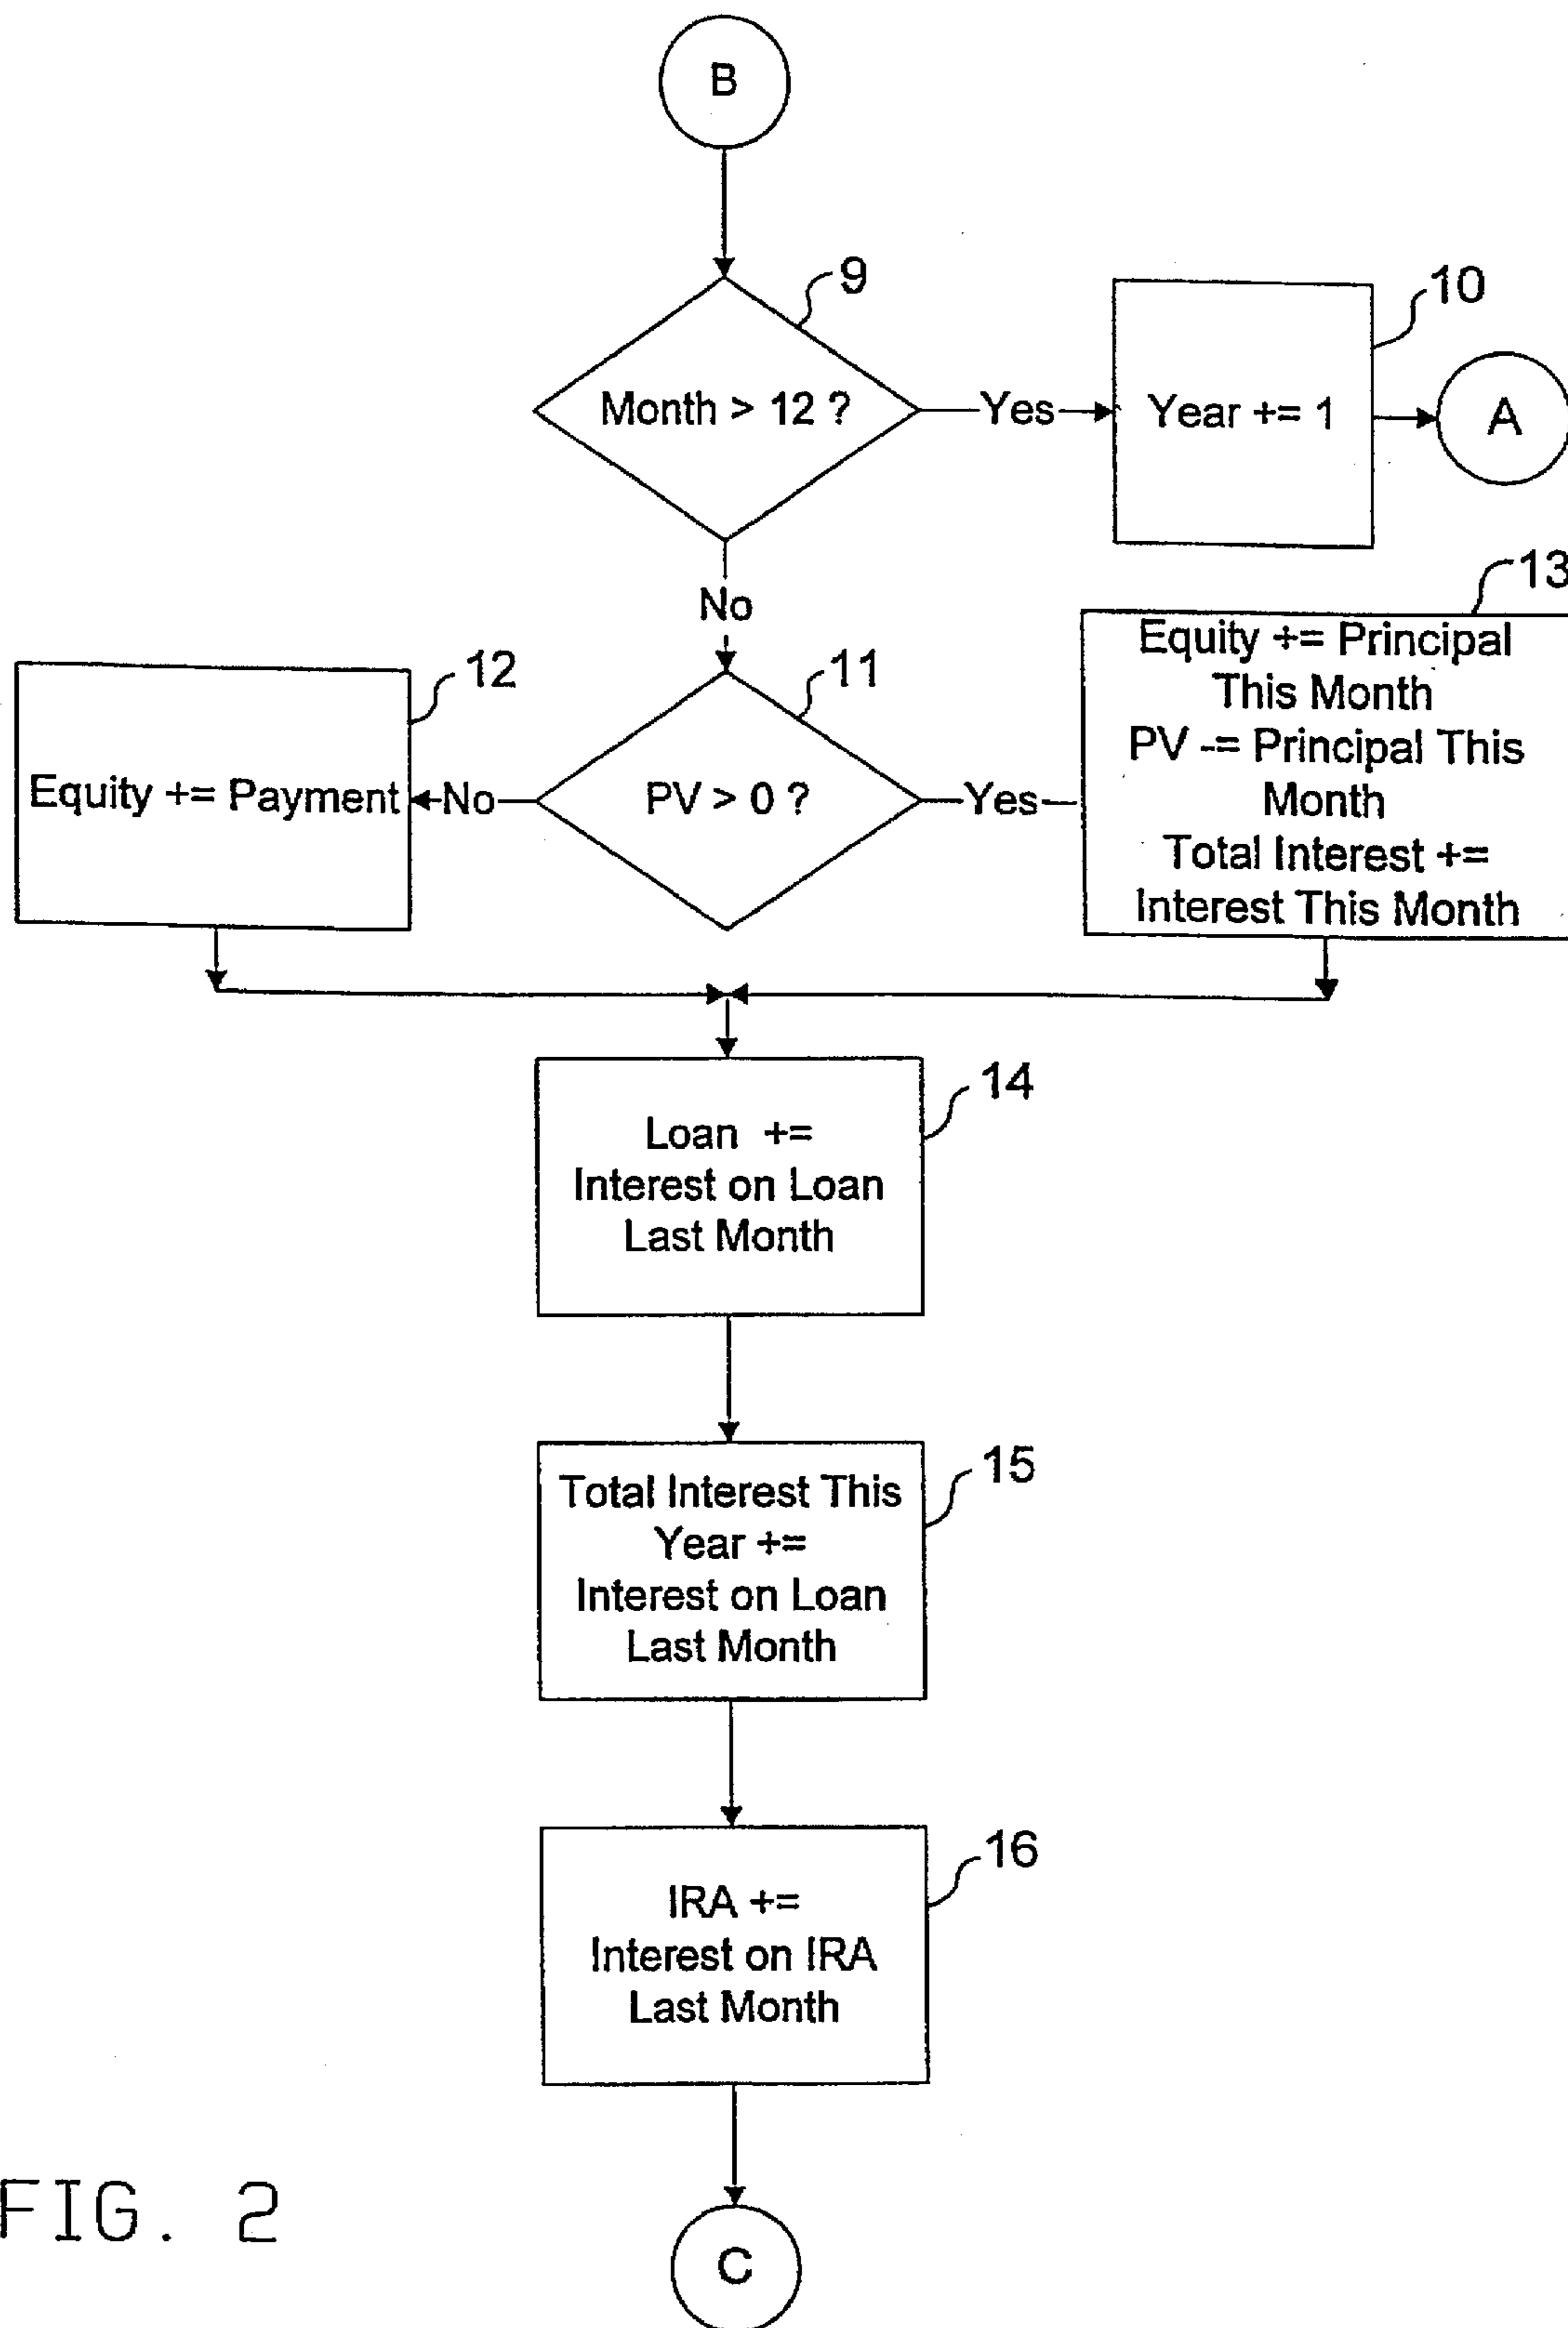 B
9
Month > 12 ?
Yes
10
Year += 1
A
No
13
Equity += Principal
This Month
PV -= Principal This
Month
Total Interest +=
Interest This Month
12
Equity += Payment
No
11
PV > 0 ?
Yes
14
Loan +=
Interest on Loan
Last Month
15
Total Interest This
Year +=
Interest on Loan
Last Month
16
IRA +=
Interest on IRA
Last Month
C
FIG. 2